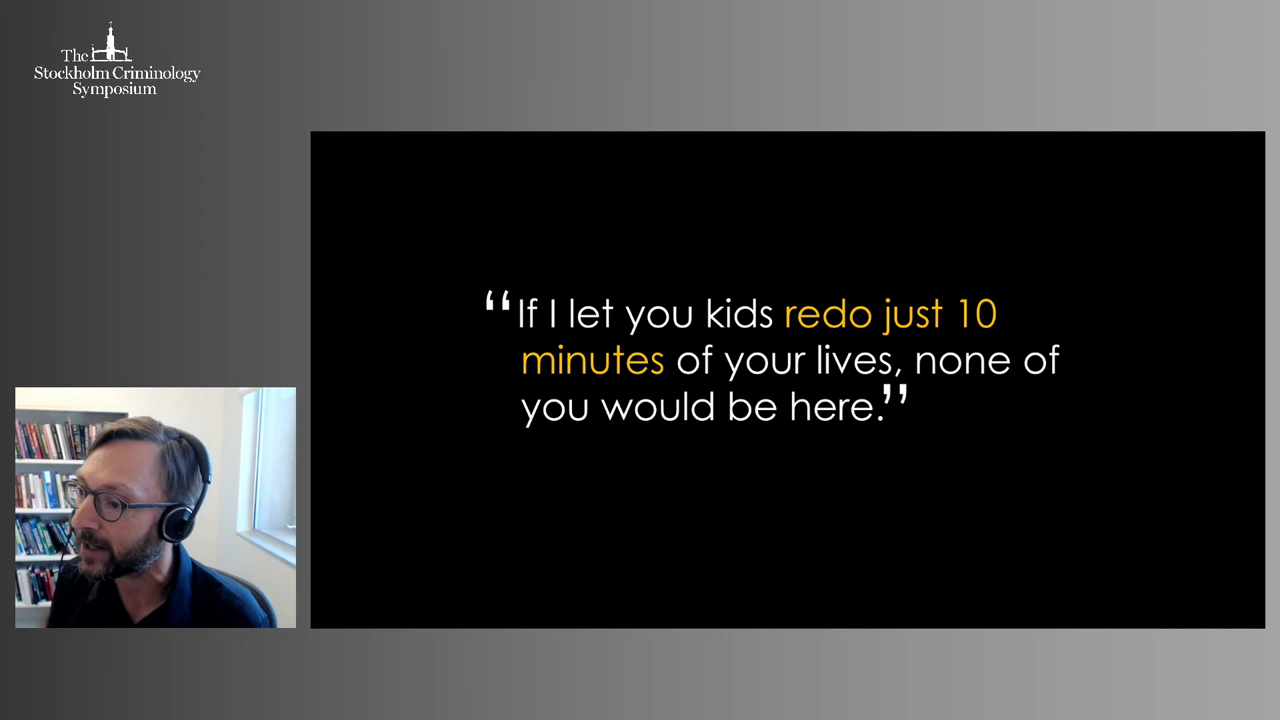 The
Stockholm Criminology
Symposium
“If I let you kids redo just 10
minutes of your lives, none of
you would be here.”